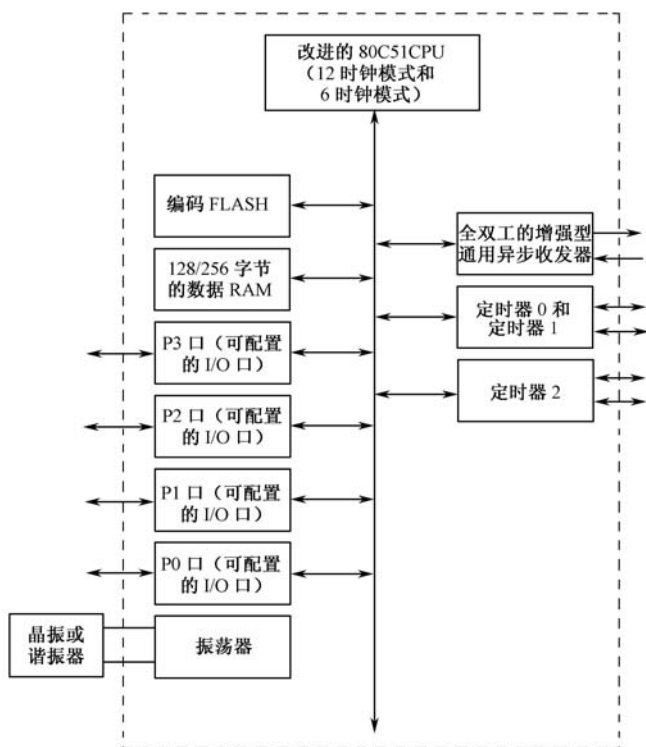 改进的 80C51CPU
（12 时钟模式和
6 时钟模式）
编码 FLASH
128/256 字节
的数据 RAM
P3 口（可配置
的 I/O 口）
P2 口（可配置
的 I/O 口）
P1 口（可配置
的 I/O 口）
P0 口（可配置
的 I/O 口）
晶振或
谐振器
振荡器
全双工的增强型
通用异步收发器
定时器 0 和
定时器 1
定时器 2